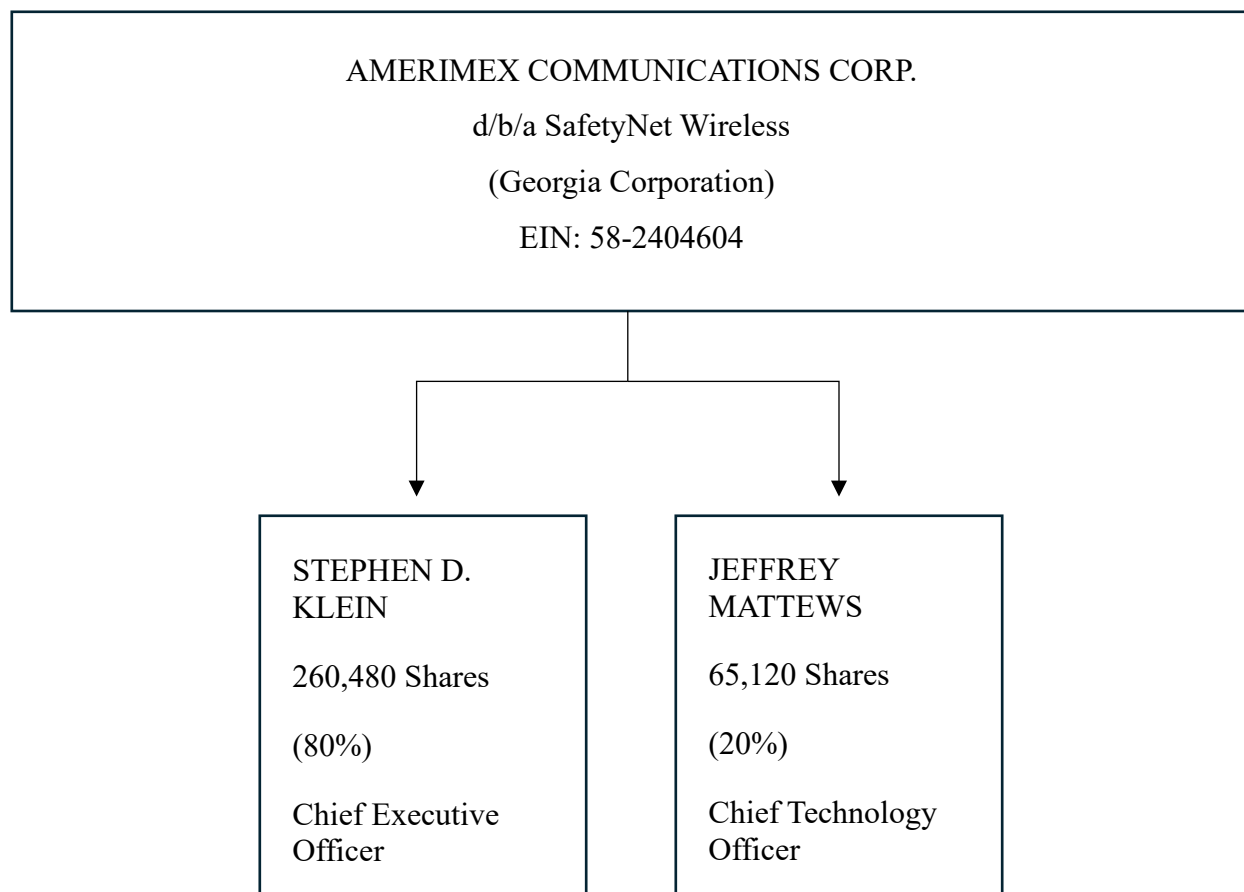 AMERIMEX COMMUNICATIONS CORP.
d/b/a SafetyNet Wireless
(Georgia Corporation)
EIN: 58-2404604
STEPHEN D.
KLEIN
260,480 Shares
(80%)
Chief Executive
Officer
JEFFREY
MATTEWS
65,120 Shares
(20%)
Chief Technology
Officer